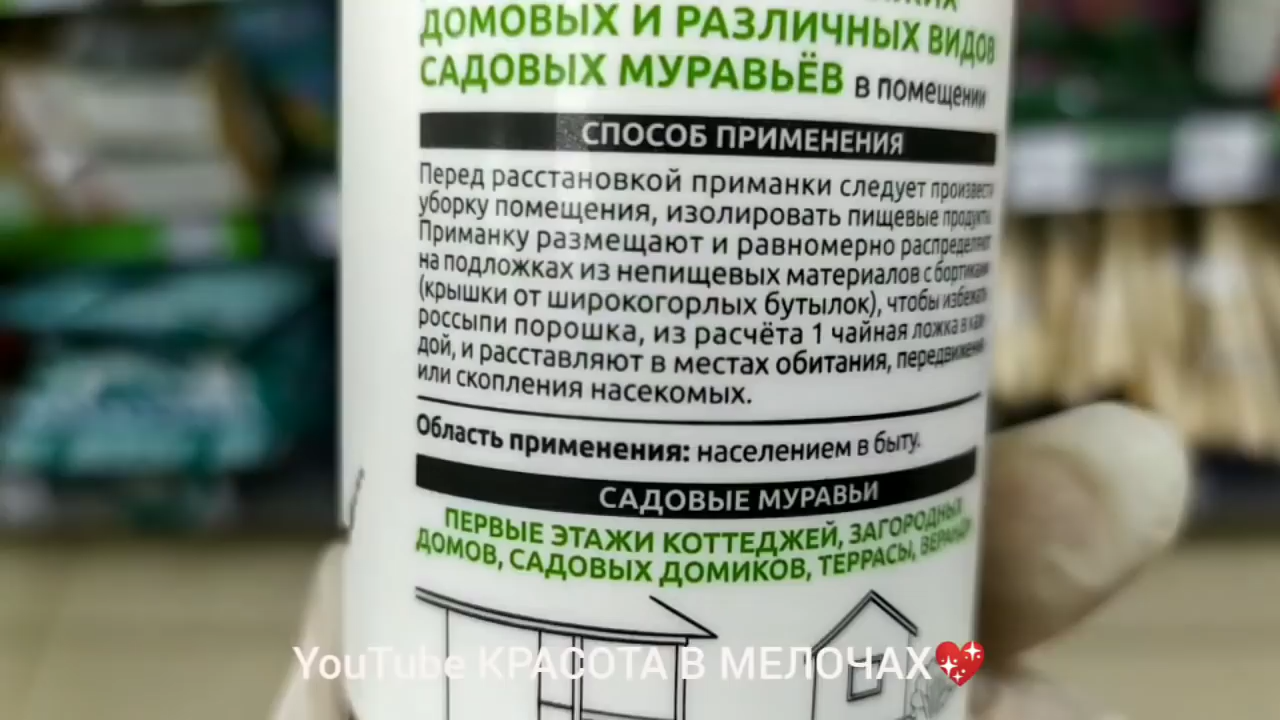 ДОМОВЫХ И РАЗЛИЧНЫХ ВИДОВ
САДОВЫХ МУРАВЬЁВ в помещении
СПОСОБ ПРИМЕНЕНИЯ
Перед расстановкой приманки следует произвести
уборку помещения, изолировать пищевые продукты.
Приманку размещают и равномерно распределяют
на подложках из непищевых материалов с бортиками
(крышки от широкогорлых бутылок), чтобы избежать
россыпи порошка, из расчёта 1 чайная ложка в каж-
дой, и расставляют в местах обитания, передвижения
или скопления насекомых.
Область применения: населением в быту.
САДОВЫЕ МУРАВЬИ
ПЕРВЫЕ ЭТАЖИ КОТТЕДЖЕЙ, ЗАГОРОДНЫХ
ДОМОВ, САДОВЫХ ДОМИКОВ, ТЕРРАСЫ,
YouTube КРАСОТА В МЕЛОЧАХ💖